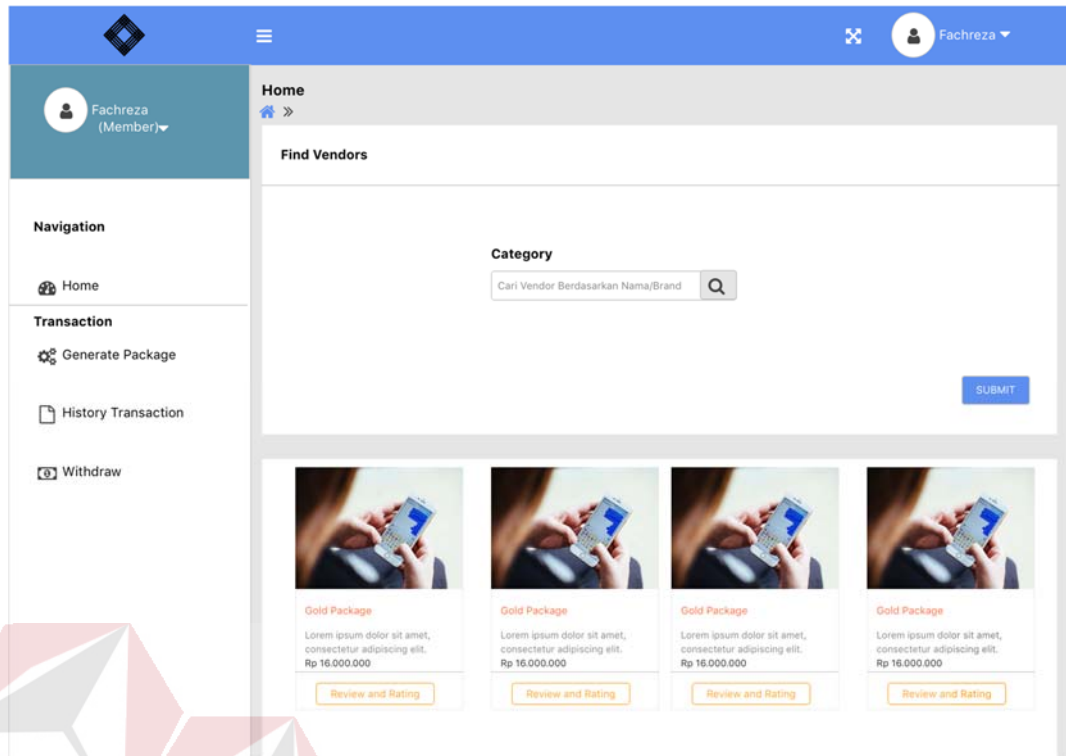 Fachreza
Fachreza
(Member)
Navigation
Home
Transaction
Generate Package
History Transaction
Withdraw
Home
Find Vendors
Category
Cari Vendor Berdasarkan Nama/Brand
SUBMIT
Gold Package
Lorem ipsum dolor sit amet,
consectetur adipiscing elit.
Rp 16.000.000
Review and Rating
Gold Package
Lorem ipsum dolor sit amet,
consectetur adipiscing elit.
Rp 16.000.000
Review and Rating
Gold Package
Lorem ipsum dolor sit amet,
consectetur adipiscing elit.
Rp 16.000.000
Review and Rating
Gold Package
Lorem ipsum dolor sit amet,
consectetur adipiscing elit.
Rp 16.000.000
Review and Rating